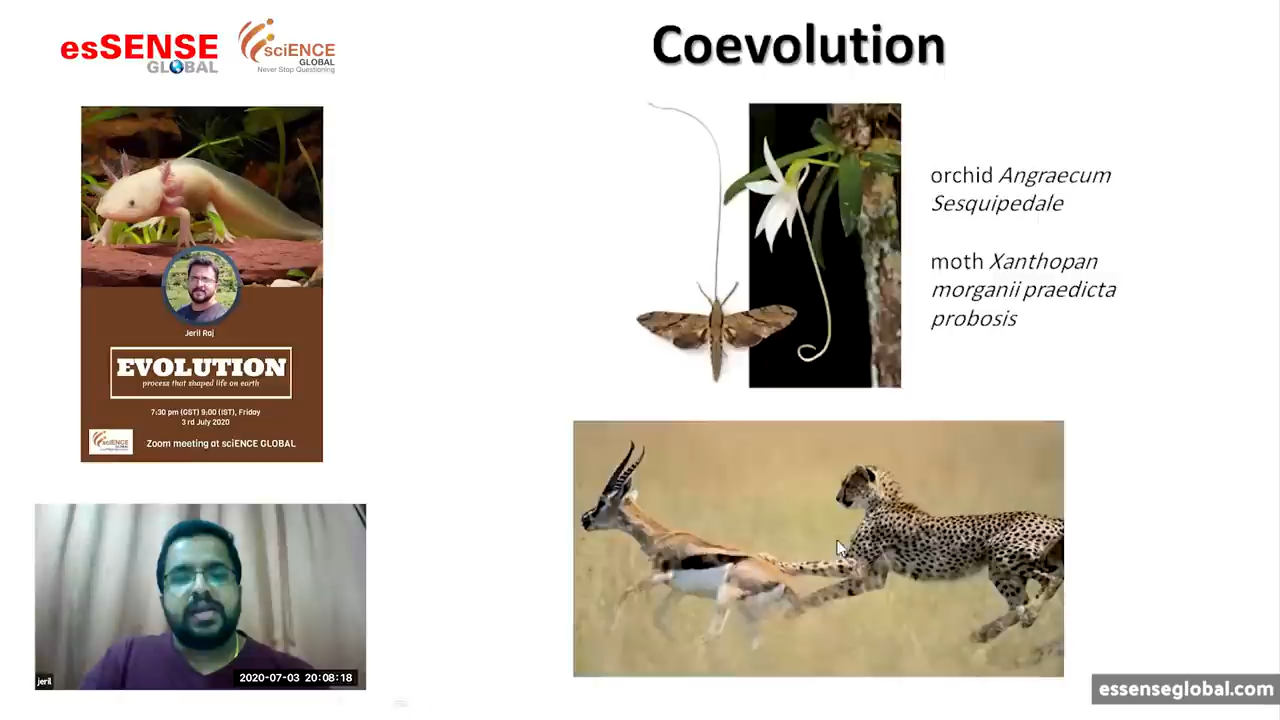 esSENSE
GLOBAL
sciENCE
GLOBAL
Never Stop Questioning
Coevolution
orchid Angraecum
Sesquipedale
moth Xanthopan
morganii praedicta
probosis
Jeril Raj
EVOLUTION
process that shaped life on earth
7:30 pm (GST) 9:00 (IST), Friday
3 rd July 2020
sciENCE
GLOBAL
Zoom meeting at sciENCE GLOBAL
jeril
2020-07-03 20:08:18
essenseglobal.com